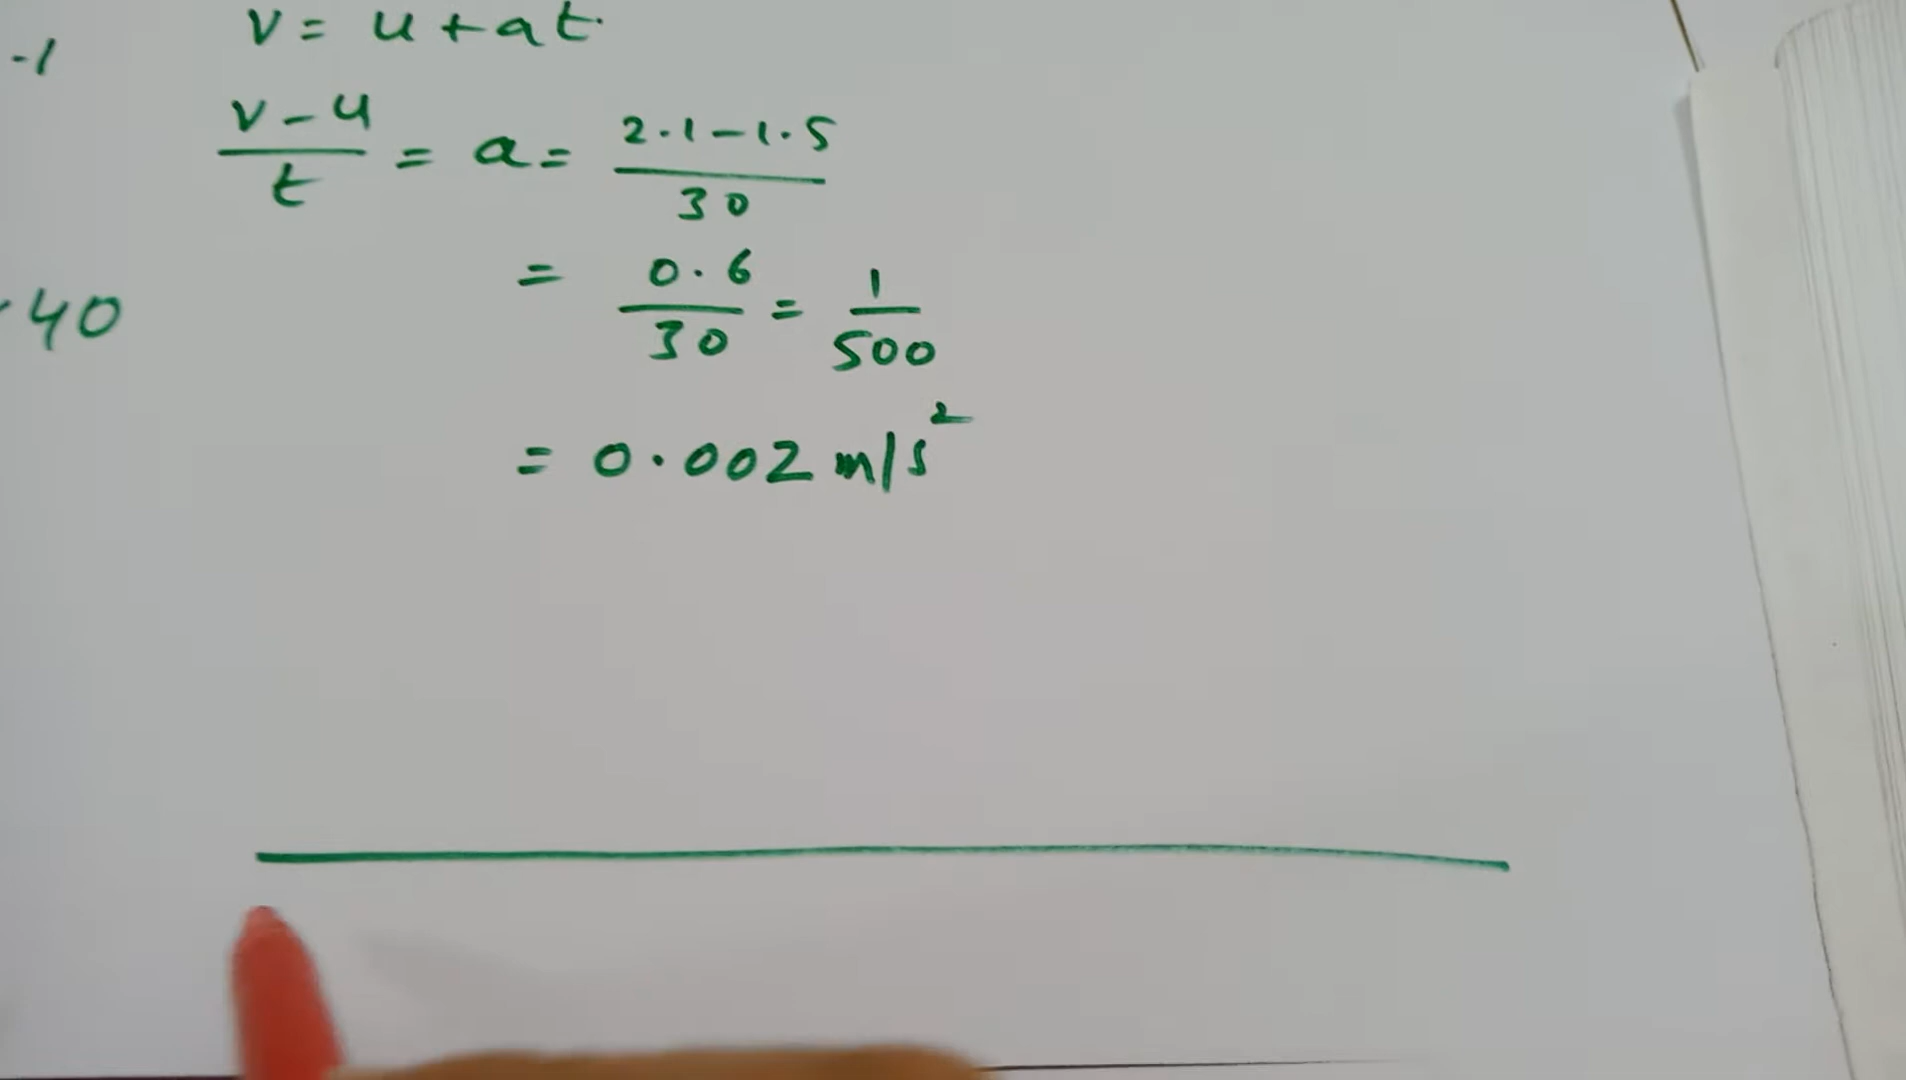 v = u + at
-1
(v - u)/t = a = (2.1 - 1.5)/30
= 0.6/30 = 1/500
40
= 0.002 m/s²